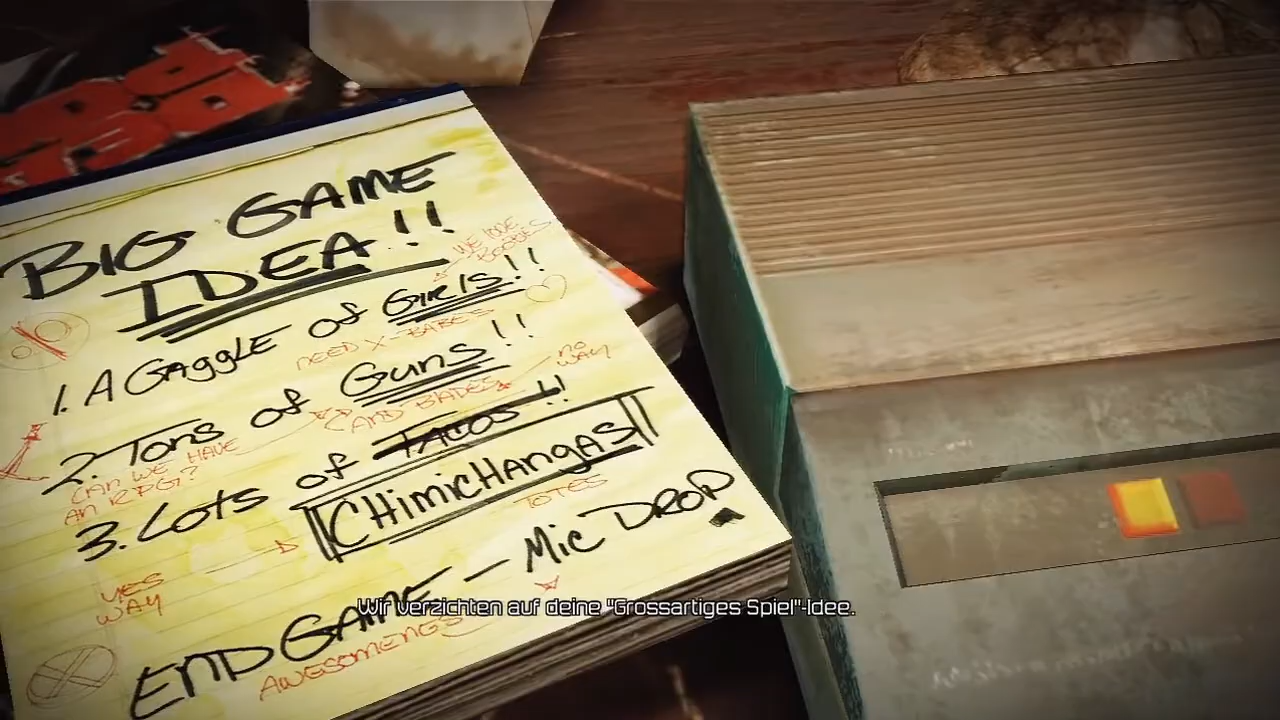 BIG GAME
IDEA!!
WE LOVE
BOOBIES
1. A GAGGLE OF GIRLS!!
NEED X-BABES
2. TONS OF GUNS!!
NO
WAY
(AND BLADES)
CAN WE HAVE
AN RPG?
3. LOTS OF TACOS!!
CHIMICHANGAS
TOTES
YES
WAY
END GAME - MIC DROP
AWESOMENGS
Wir verzichten auf deine "Grossartiges Spiel"-Idee.